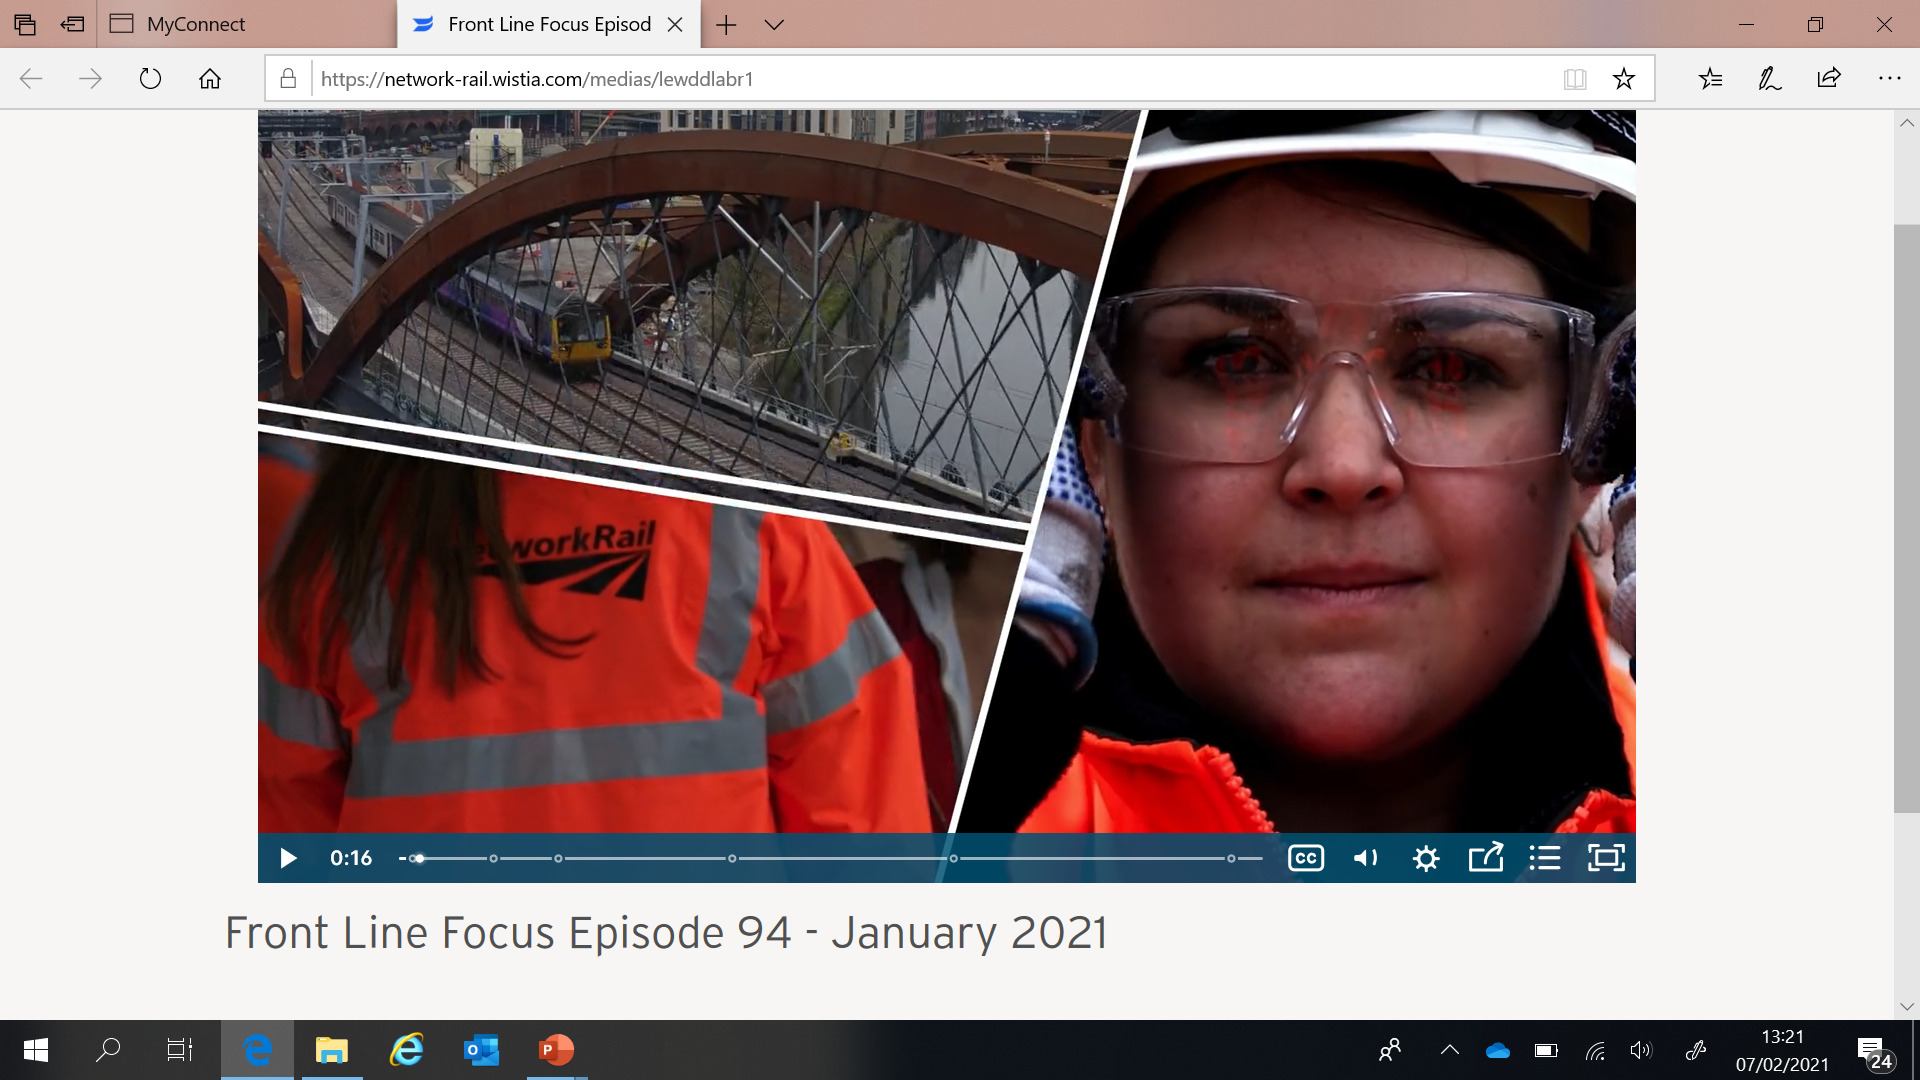 MyConnect
Front Line Focus Episod
https://network-rail.wistia.com/medias/lewddlabr1
workRail
0:16
CC
Front Line Focus Episode 94 - January 2021
13:21
07/02/2021
24